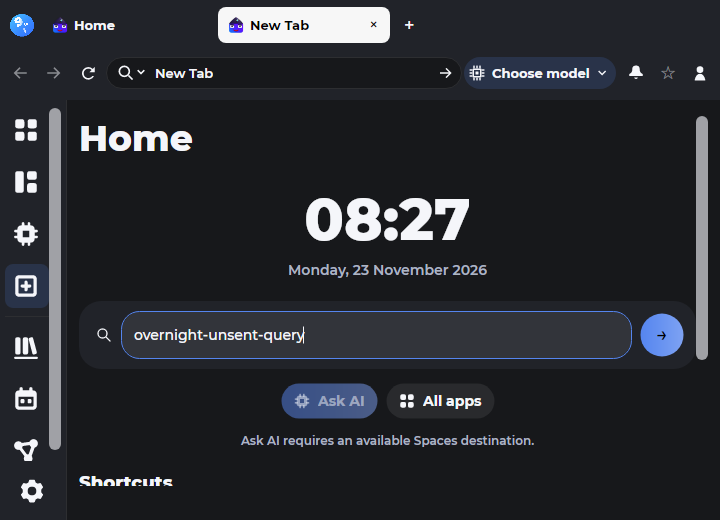 Home
New Tab
New Tab
Choose model
Home
08:27
Monday, 23 November 2026
overnight-unsent-query
Ask AI
All apps
Ask AI requires an available Spaces destination.
Shortcuts